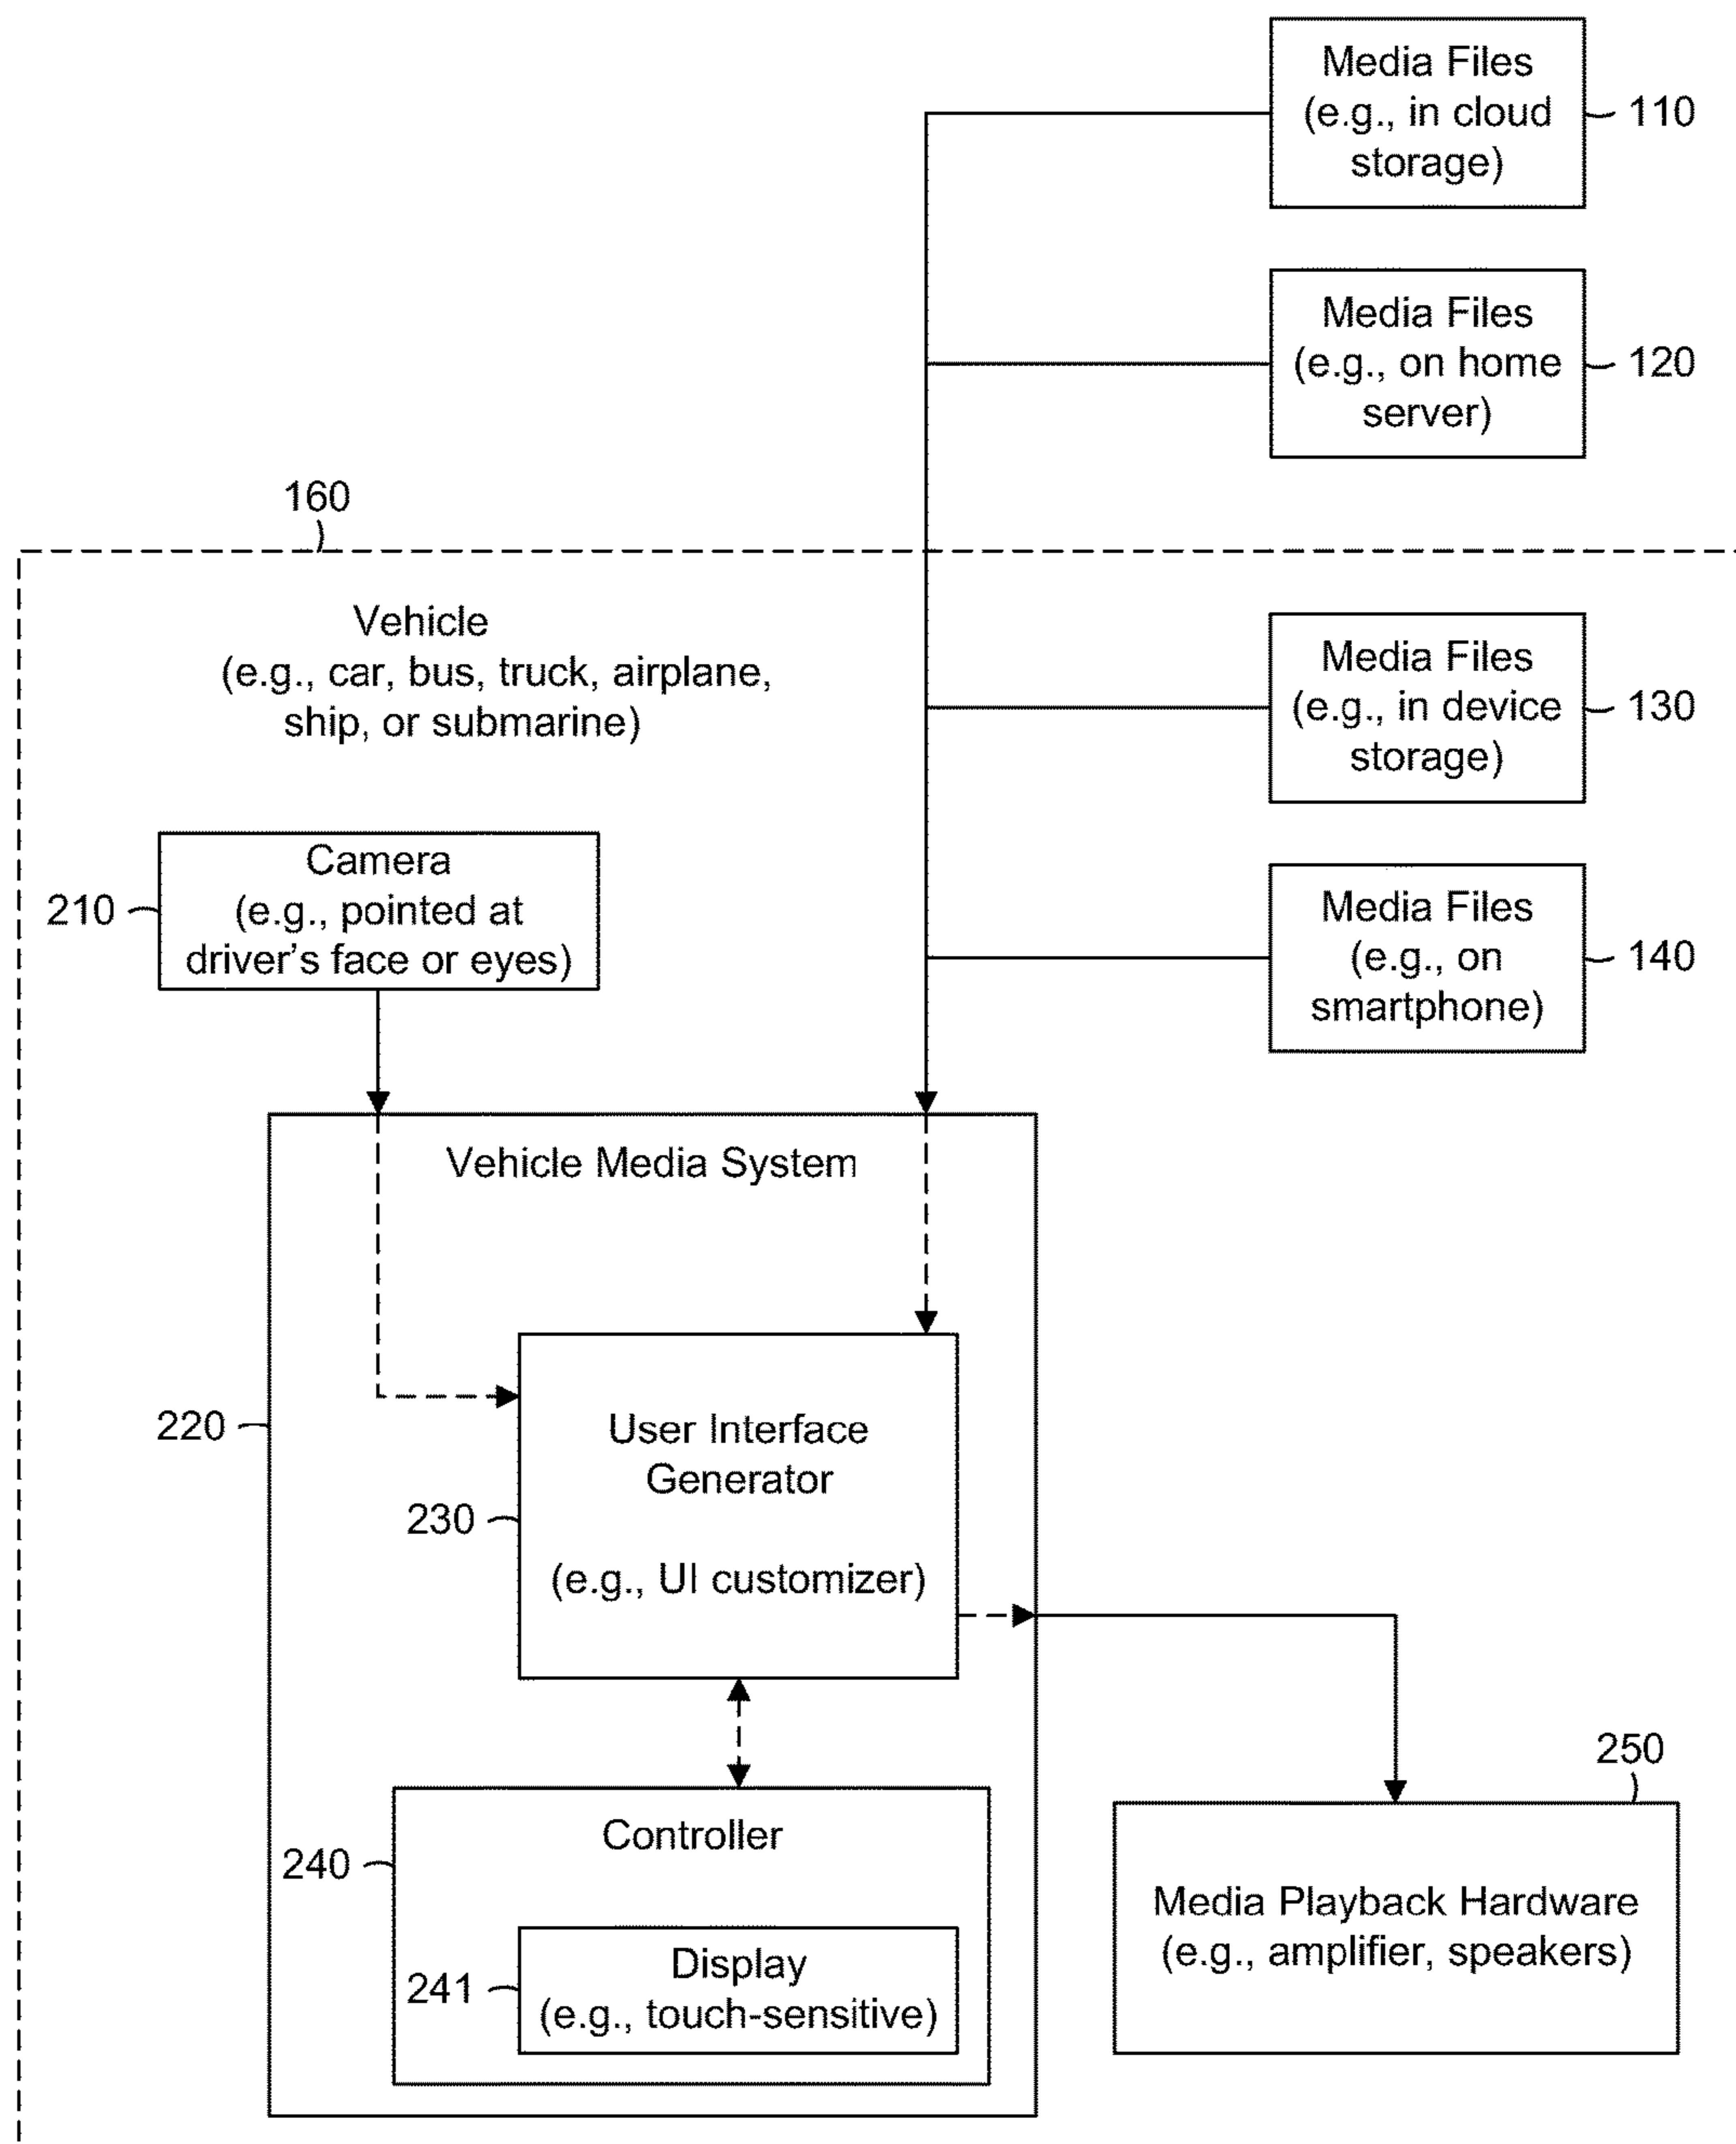 Media Files
(e.g., in cloud
storage)
110
Media Files
(e.g., on home
server)
120
160
Vehicle
(e.g., car, bus, truck, airplane,
ship, or submarine)
Media Files
(e.g., in device
storage)
130
Camera
(e.g., pointed at
driver's face or eyes)
210
Media Files
(e.g., on
smartphone)
140
Vehicle Media System
220
User Interface
Generator
(e.g., UI customizer)
230
Controller
240
Display
(e.g., touch-sensitive)
241
250
Media Playback Hardware
(e.g., amplifier, speakers)